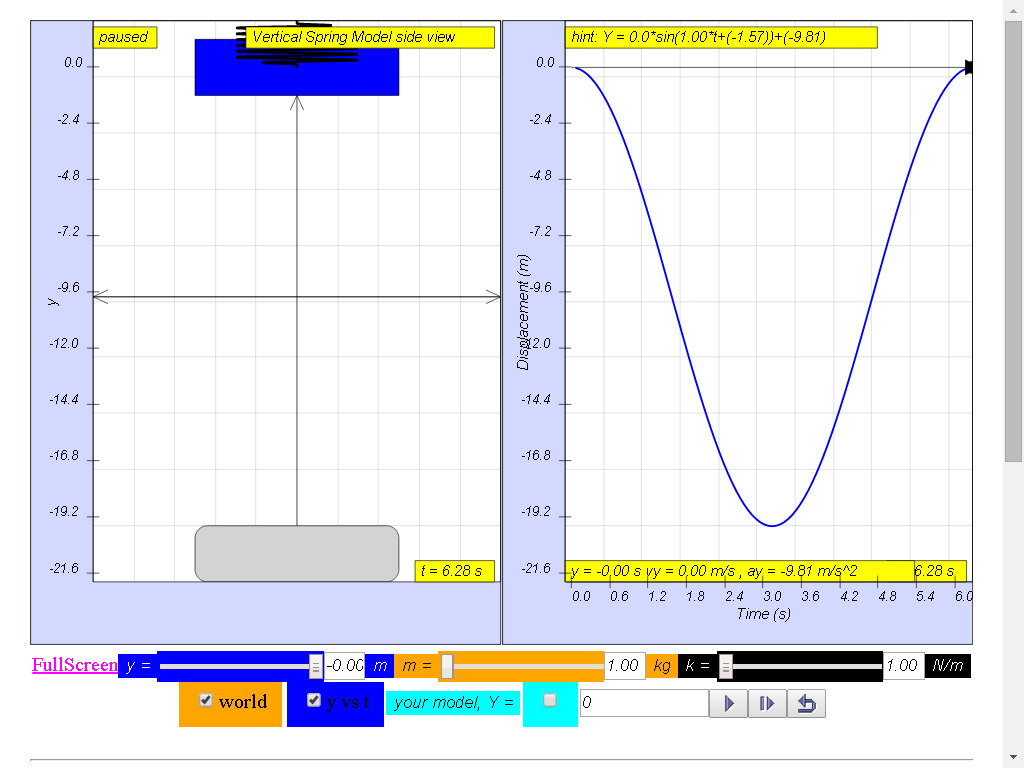 paused
Vertical Spring Model side view
0.0
-2.4
-4.8
-7.2
-9.6
-12.0
-14.4
-16.8
-19.2
-21.6
y
t = 6.28 s
hint: Y = 0.0*sin(1.00*t+(-1.57))+(-9.81)
0.0
-2.4
-4.8
-7.2
-9.6
-12.0
-14.4
-16.8
-19.2
-21.6
Displacement (m)
y = -0.00 s vy = 0.00 m/s , ay = -9.81 m/s^2 6.28 s
0.0 0.6 1.2 1.8 2.4 3.0 3.6 4.2 4.8 5.4 6.0
Time (s)
FullScreen y = -0.00 m m = 1.00 kg k = 1.00 N/m
world y vs t your model, Y = 0